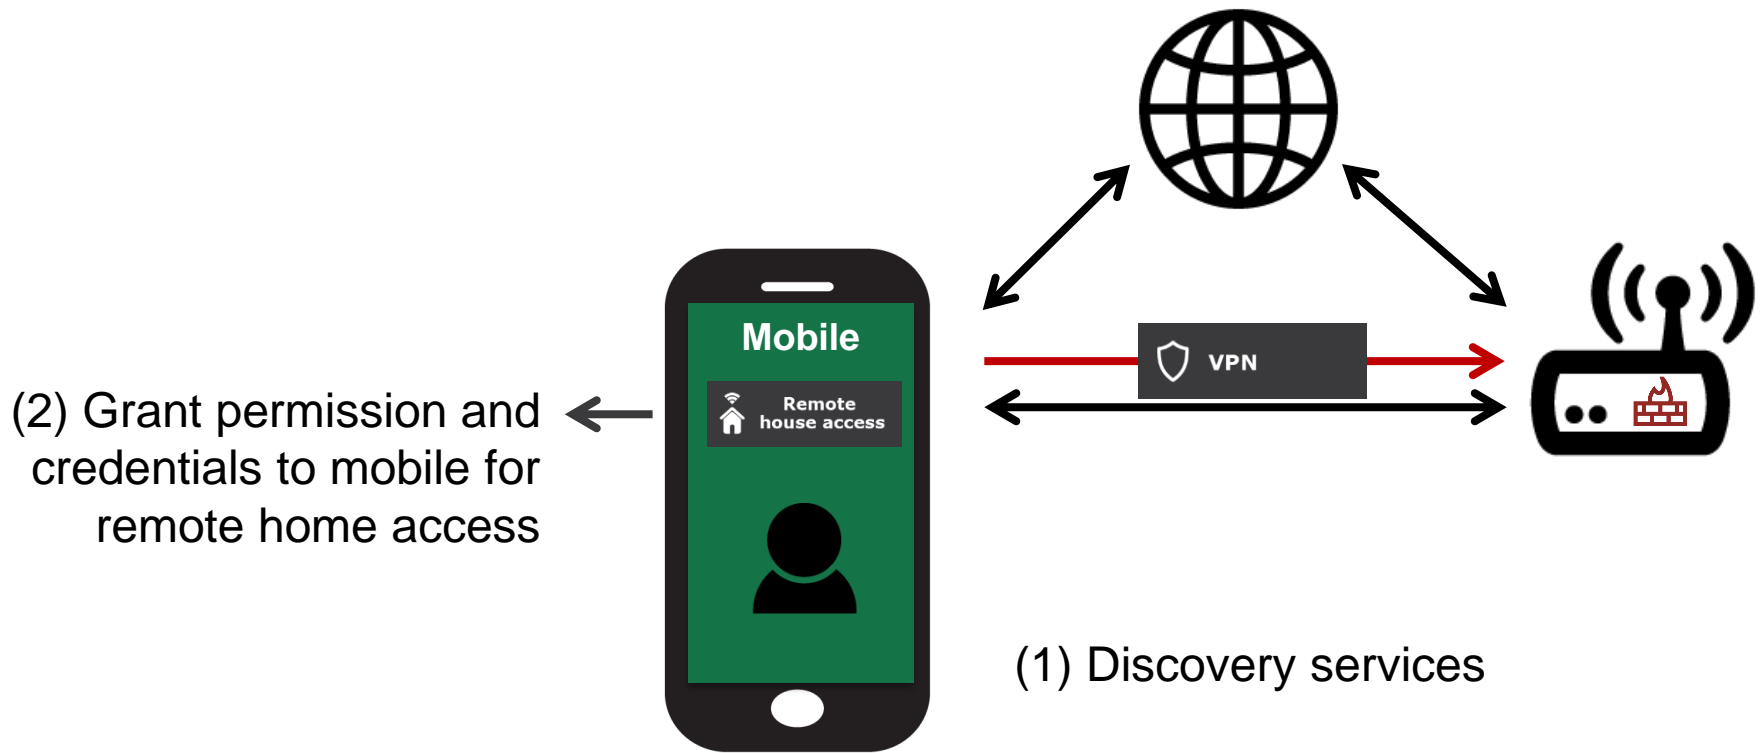 Mobile
Remote
house access
VPN
(2) Grant permission and
credentials to mobile for
remote home access
(1) Discovery services